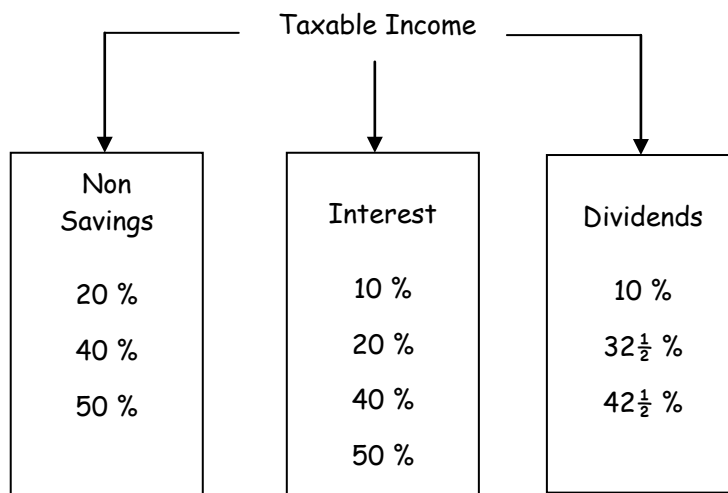 Taxable Income
Non
Savings
20 %
40 %
50 %
Interest
10 %
20 %
40 %
50 %
Dividends
10 %
32½ %
42½ %